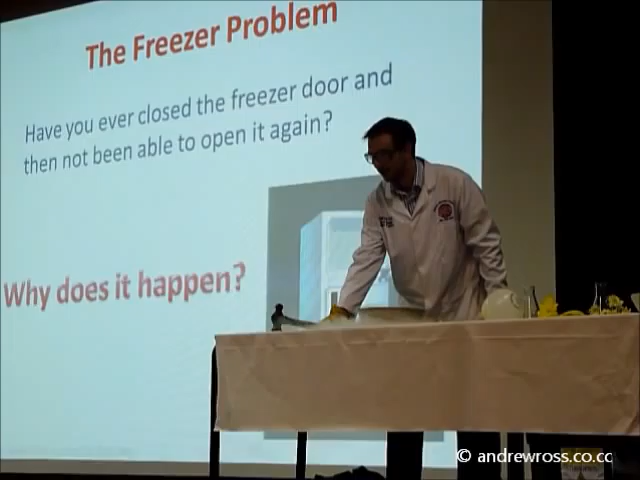 The Freezer Problem
Have you ever closed the freezer door and
then not been able to open it again?
Why does it happen?
© andrewross.co.cc